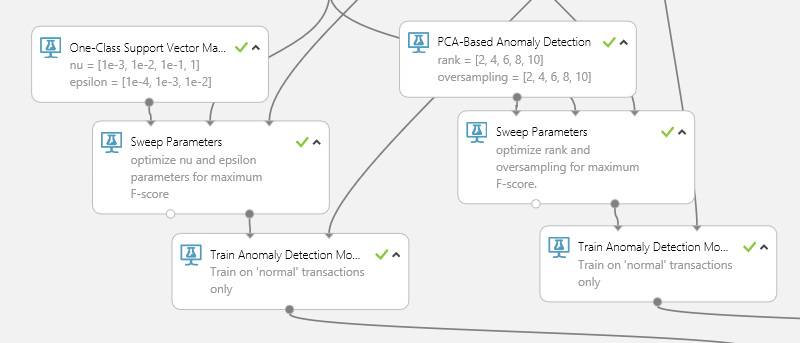 One-Class Support Vector Ma...
nu = [1e-3, 1e-2, 1e-1, 1]
epsilon = [1e-4, 1e-3, 1e-2]
PCA-Based Anomaly Detection
rank = [2, 4, 6, 8, 10]
oversampling = [2, 4, 6, 8, 10]
Sweep Parameters
optimize nu and epsilon
parameters for maximum
F-score
Sweep Parameters
optimize rank and
oversampling for maximum
F-score.
Train Anomaly Detection Mo...
Train on 'normal' transactions
only
Train Anomaly Detection Mo...
Train on 'normal' transactions
only